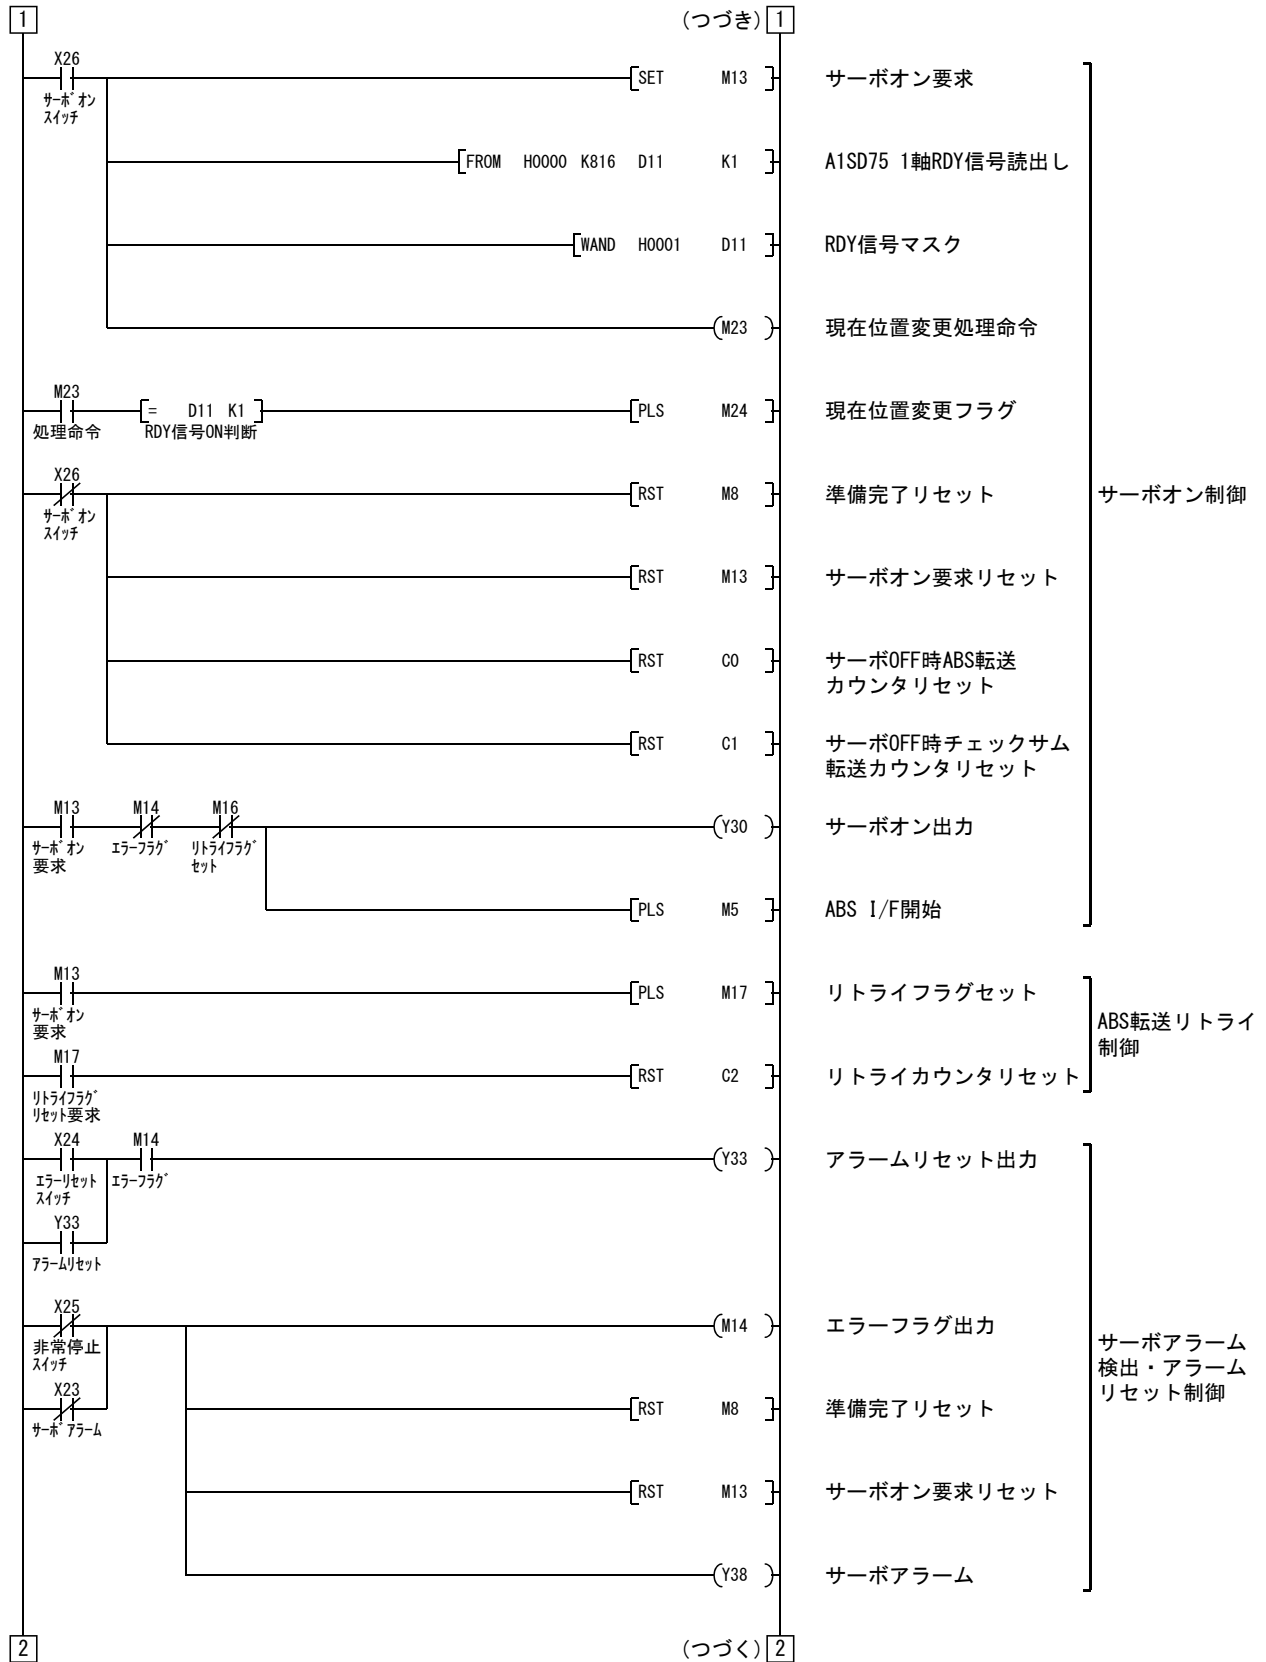 1 (つづき) 1
X26
サーボオン
スイッチ
SET M13 サーボオン要求
FROM H0000 K816 D11 K1 A1SD75 1軸RDY信号読出し
WAND H0001 D11 RDY信号マスク
M23 現在位置変更処理命令
M23
処理命令
= D11 K1
RDY信号ON判断
PLS M24 現在位置変更フラグ
X26
サーボオン
スイッチ
RST M8 準備完了リセット
サーボオン制御
RST M13 サーボオン要求リセット
RST C0 サーボOFF時ABS転送
カウンタリセット
RST C1 サーボOFF時チェックサム
転送カウンタリセット
M13 M14 M16
サーボオン
要求
エラーフラグ
リトライフラグ
セット
Y30 サーボオン出力
PLS M5 ABS I/F開始
M13
サーボオン
要求
PLS M17 リトライフラグセット
ABS転送リトライ
制御
M17
リトライフラグ
リセット要求
RST C2 リトライカウンタリセット
X24 M14
エラーリセット
スイッチ
エラーフラグ
Y33 アラームリセット出力
Y33
アラームリセット
X25
非常停止
スイッチ
M14 エラーフラグ出力
サーボアラーム
検出・アラーム
リセット制御
X23
サーボアラーム
RST M8 準備完了リセット
RST M13 サーボオン要求リセット
Y38 サーボアラーム
2 (つづく) 2